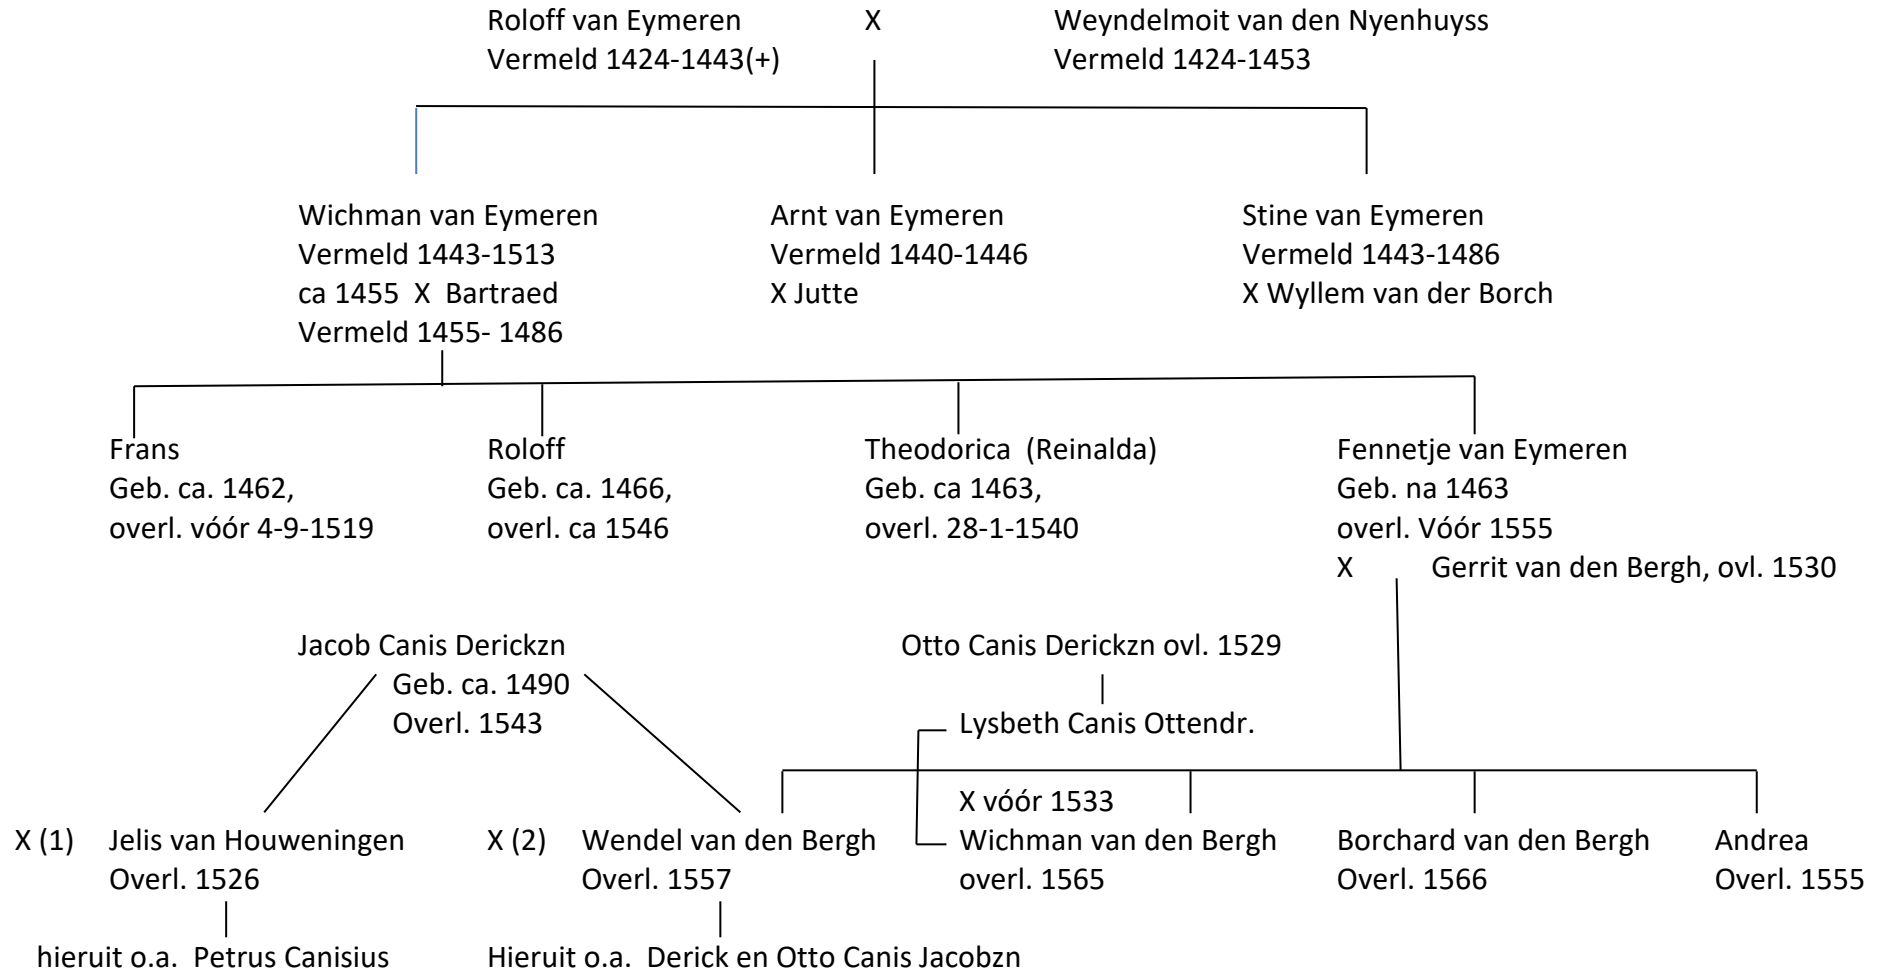 Roloff van Eymeren X Weyndelmoit van den Nyenhuyss
Vermeld 1424-1443(+) Vermeld 1424-1453
Wichman van Eymeren Arnt van Eymeren Stine van Eymeren
Vermeld 1443-1513 Vermeld 1440-1446 Vermeld 1443-1486
ca 1455 X Bartraed X Jutte X Wyllem van der Borch
Vermeld 1455- 1486
Frans Roloff Theodorica (Reinalda) Fennetje van Eymeren
Geb. ca. 1462, Geb. ca. 1466, Geb. ca 1463, Geb. na 1463
overl. vóór 4-9-1519 overl. ca 1546 overl. 28-1-1540 overl. Vóór 1555
X Gerrit van den Bergh, ovl. 1530
Jacob Canis Derickzn Otto Canis Derickzn ovl. 1529
Geb. ca. 1490
Overl. 1543 Lysbeth Canis Ottendr.
X vóór 1533
X (1) Jelis van Houweningen X (2) Wendel van den Bergh Wichman van den Bergh Borchard van den Bergh Andrea
Overl. 1526 Overl. 1557 overl. 1565 Overl. 1566 Overl. 1555
hieruit o.a. Petrus Canisius Hieruit o.a. Derick en Otto Canis Jacobzn